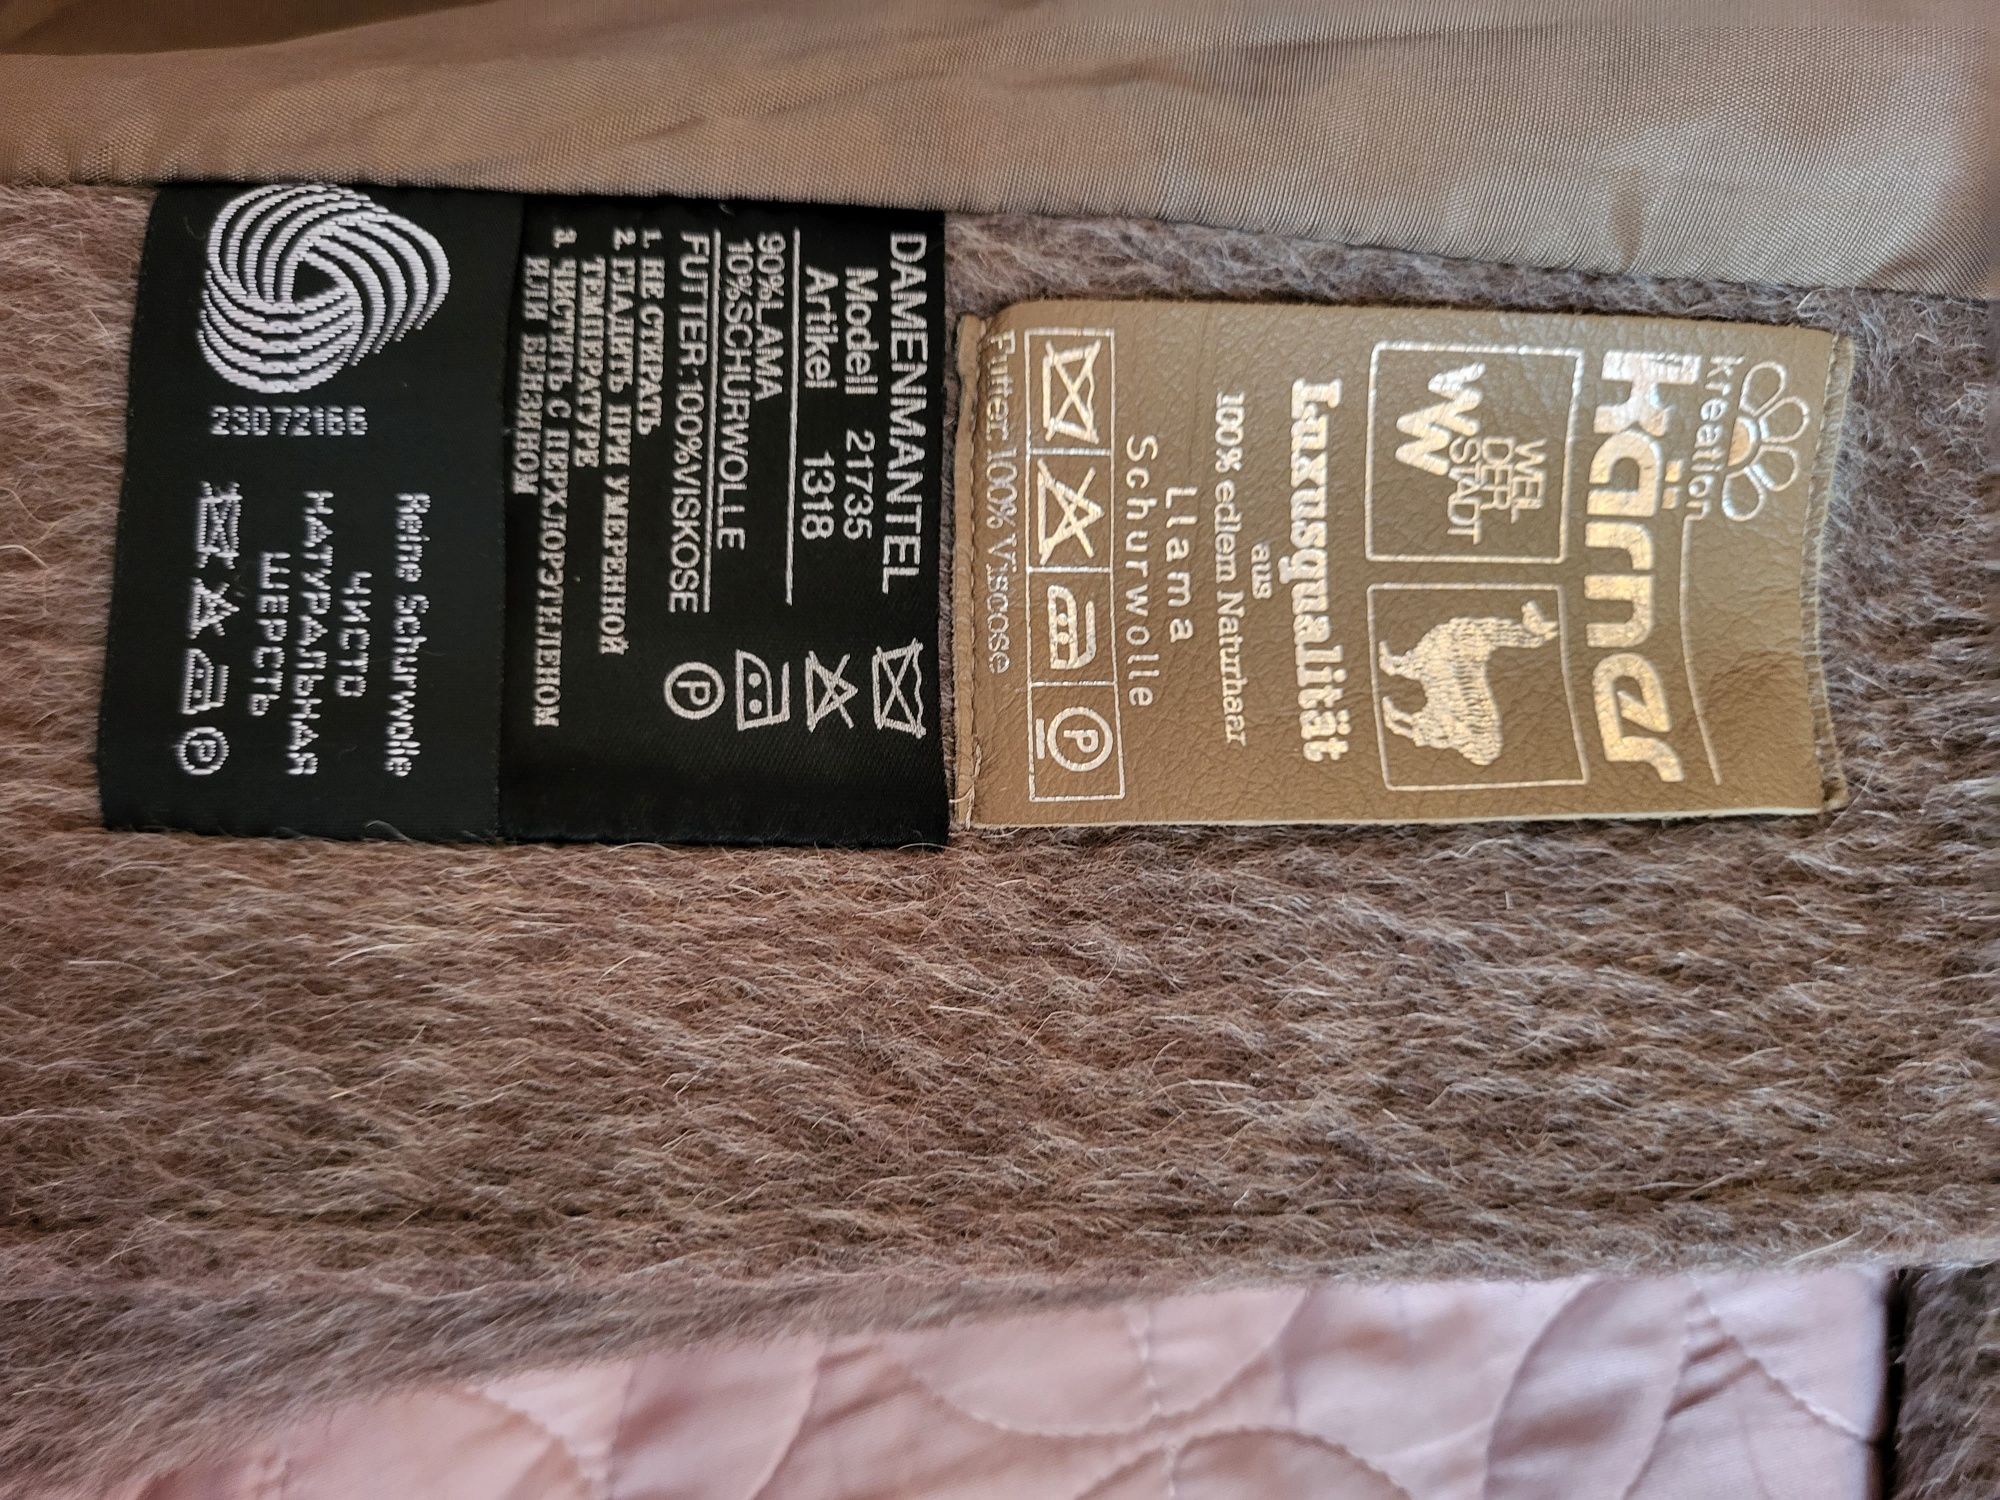 kreation
kärner
WEL
DER
STADT
Luxusqualität
aus
100% edlem Naturhaar
Llama
Schurwolle
P
Futter 100% Viscose
DAMENMANTEL
Modell 21735
Artikel 1318
90%LAMA
10%SCHURWOLLE
FUTTER:100%VISKOSE
P
1. НЕ СТИРАТЬ
2. ГЛАДИТЬ ПРИ УМЕРЕННОЙ
ТЕМПЕРАТУРЕ
3. ЧИСТИТЬ С ПЕРХЛОРЭТИЛЕНОМ
ИЛИ БЕНЗИНОМ
23072166
Reine Schurwolle
ЧИСТО
НАТУРАЛЬНАЯ
ШЕРСТЬ
P